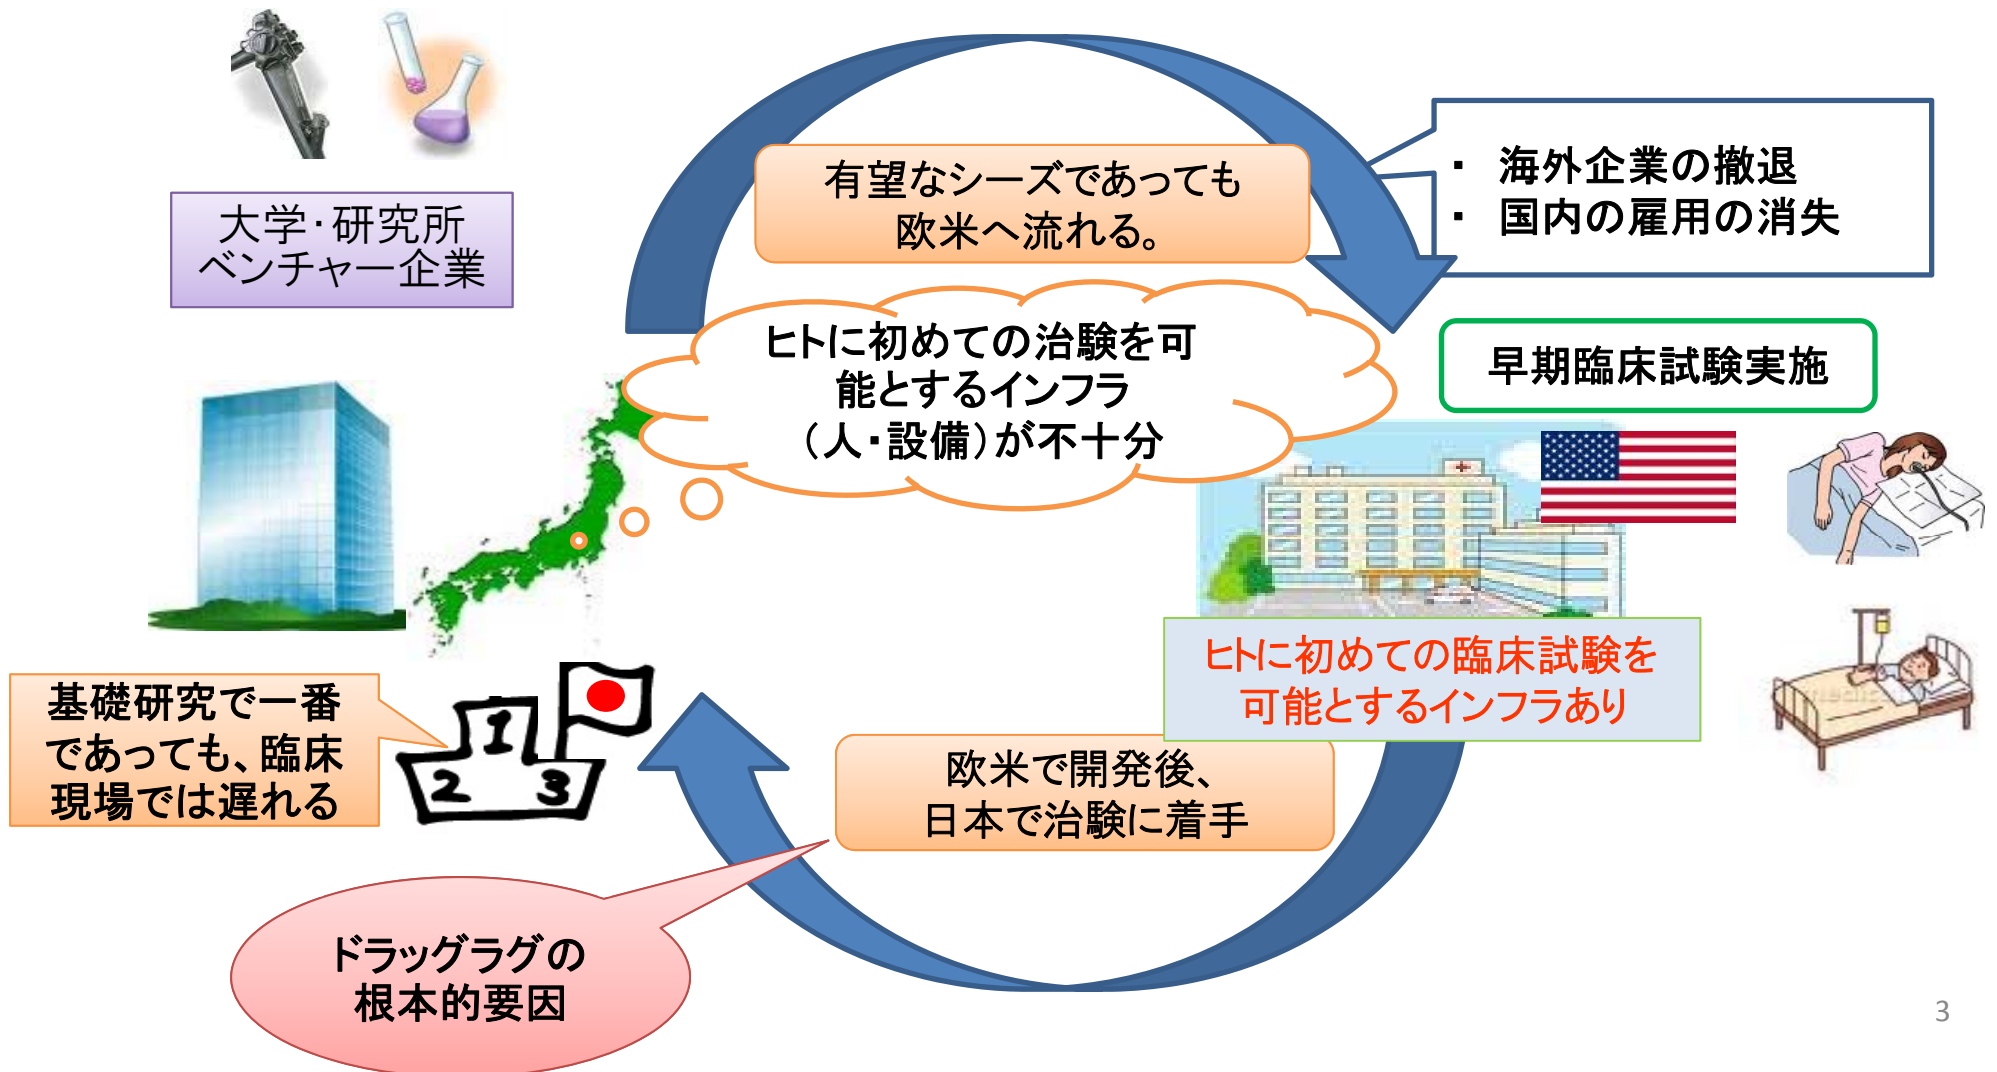 大学・研究所
ベンチャー企業
有望なシーズであっても
欧米へ流れる。
・ 海外企業の撤退
・ 国内の雇用の消失
ヒトに初めての治験を可
能とするインフラ
（人・設備）が不十分
早期臨床試験実施
ヒトに初めての臨床試験を
可能とするインフラあり
基礎研究で一番
であっても、臨床
現場では遅れる
1
2 3
欧米で開発後、
日本で治験に着手
ドラッグラグの
根本的要因
3